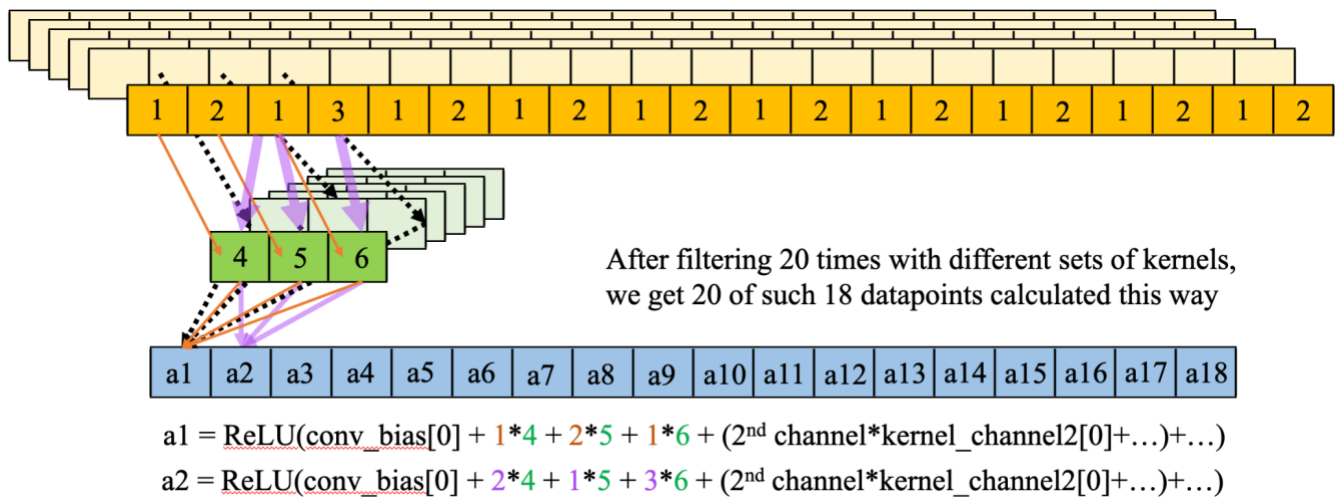 1 2 1 3 1 2 1 2 1 2 1 2 1 2 1 2 1 2 1 2
4 5 6
After filtering 20 times with different sets of kernels,
we get 20 of such 18 datapoints calculated this way
a1 a2 a3 a4 a5 a6 a7 a8 a9 a10 a11 a12 a13 a14 a15 a16 a17 a18
a1 = ReLU(conv_bias[0] + 1*4 + 2*5 + 1*6 + (2nd channel*kernel_channel2[0]+…)+…)
a2 = ReLU(conv_bias[0] + 2*4 + 1*5 + 3*6 + (2nd channel*kernel_channel2[0]+…)+…)